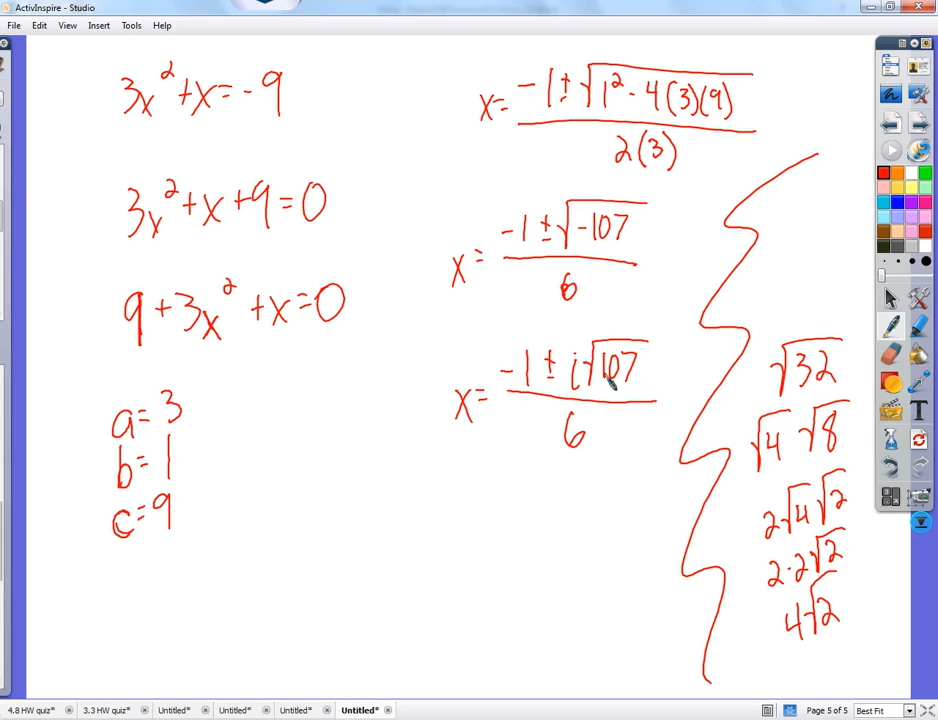 ActivInspire - Studio
File Edit View Insert Tools Help
3x² + x = -9
3x² + x + 9 = 0
9 + 3x² + x = 0
a = 3
b = 1
c = 9
x = (-1 ± √(1² - 4(3)(9))) / 2(3)
x = (-1 ± √-107) / 6
x = (-1 ± i√107) / 6
√32
√4 √8
2√4 √2
2·2√2
4√2
4.8 HW quiz* 3.3 HW quiz* Untitled* Untitled* Untitled* Untitled* Page 5 of 5 Best Fit